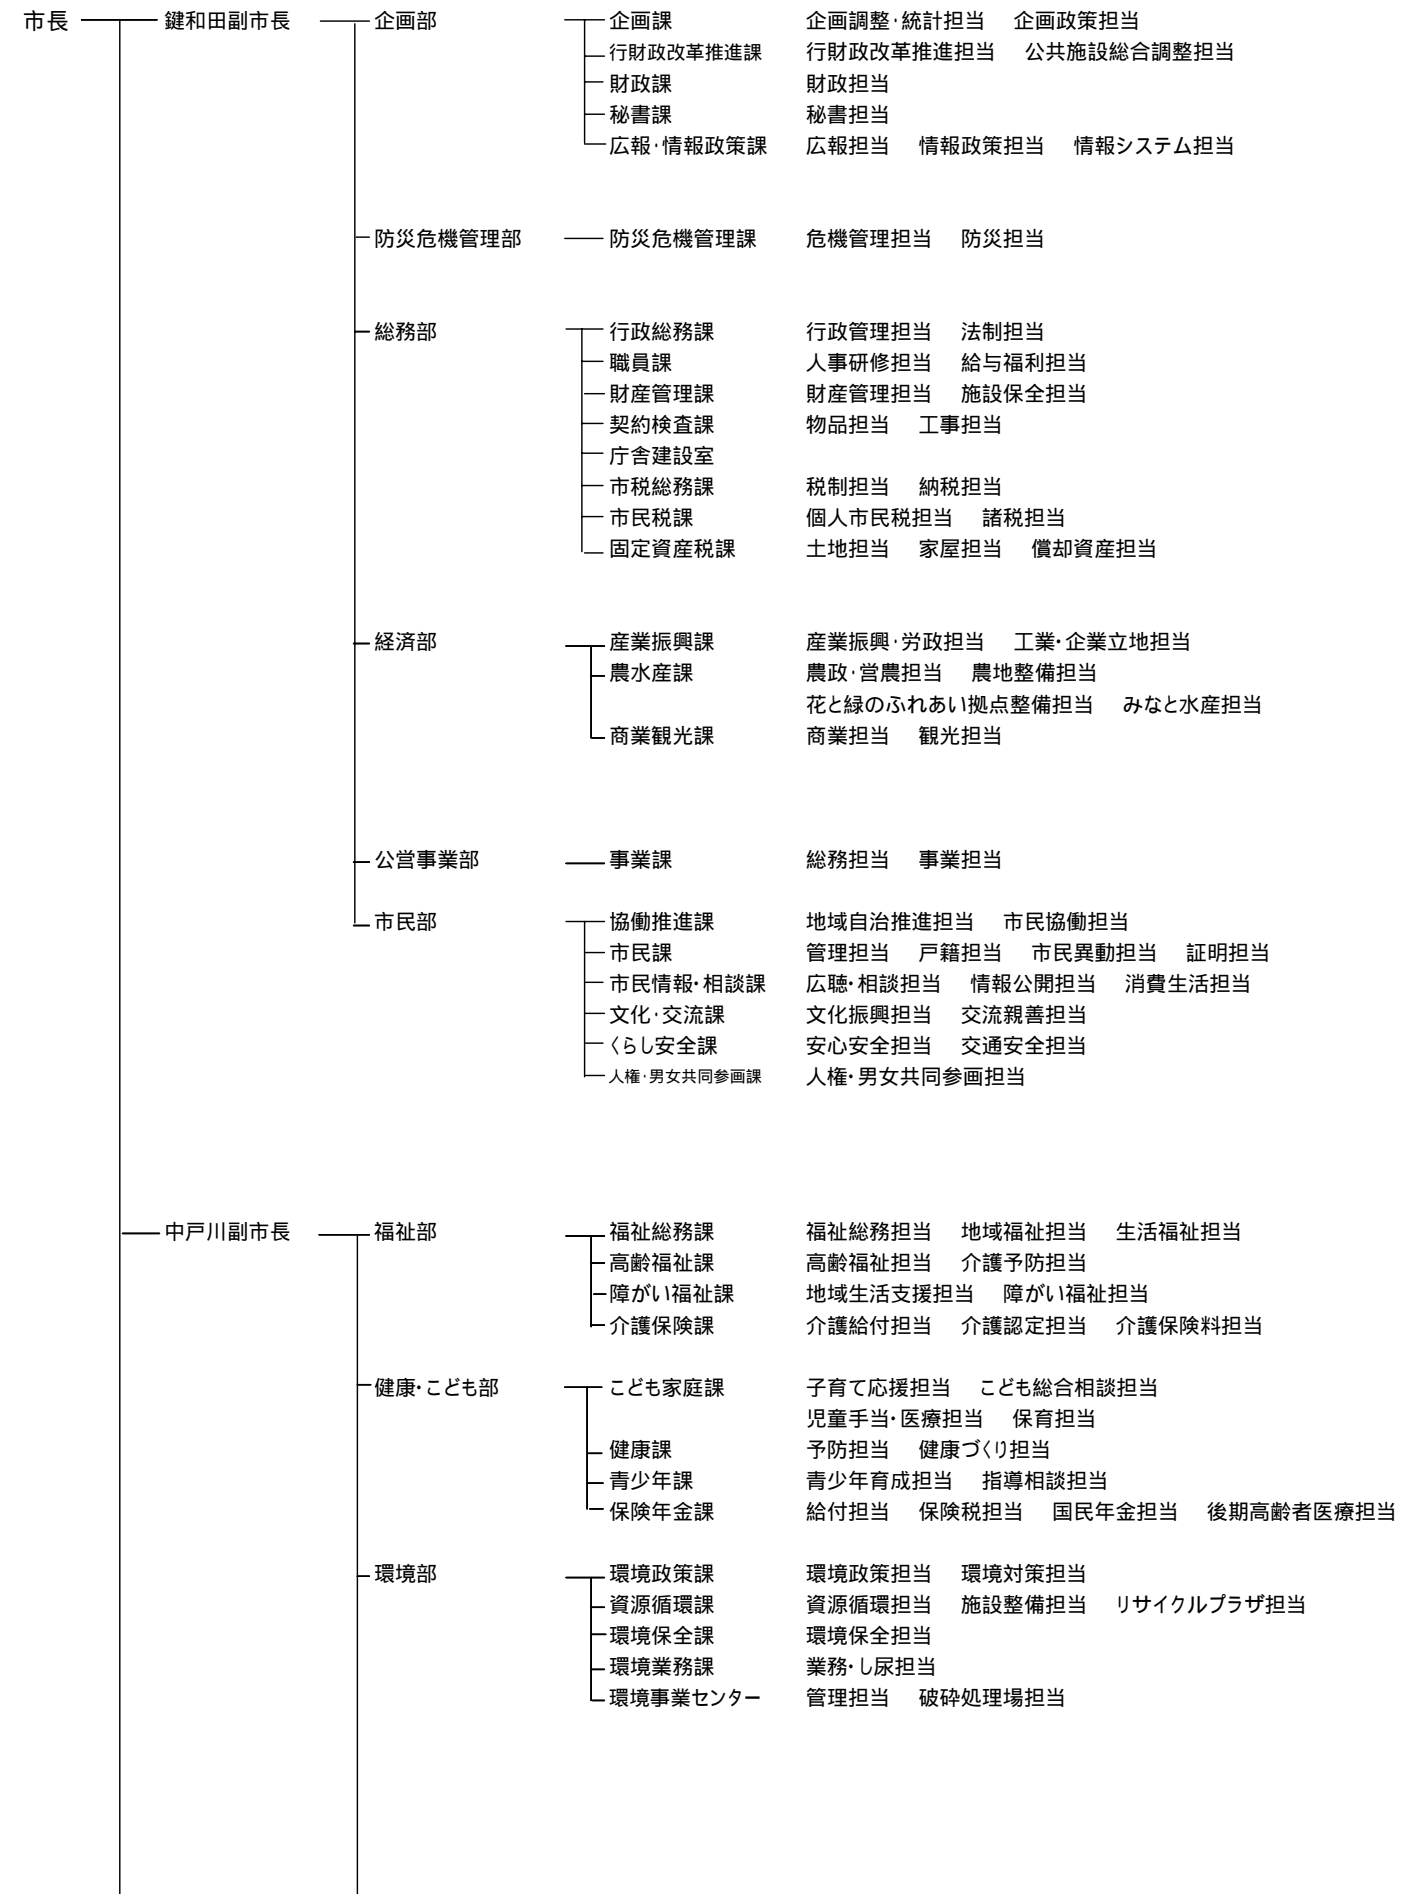 市長 鍵和田副市長 企画部 企画課 企画調整・統計担当 企画政策担当
行財政改革推進課 行財政改革推進担当 公共施設総合調整担当
財政課 財政担当
秘書課 秘書担当
広報・情報政策課 広報担当 情報政策担当 情報システム担当
防災危機管理部 防災危機管理課 危機管理担当 防災担当
総務部 行政総務課 行政管理担当 法制担当
職員課 人事研修担当 給与福利担当
財産管理課 財産管理担当 施設保全担当
契約検査課 物品担当 工事担当
庁舎建設室
市税総務課 税制担当 納税担当
市民税課 個人市民税担当 諸税担当
固定資産税課 土地担当 家屋担当 償却資産担当
経済部 産業振興課 産業振興・労政担当 工業・企業立地担当
農水産課 農政・営農担当 農地整備担当
花と緑のふれあい拠点整備担当 みなと水産担当
商業観光課 商業担当 観光担当
公営事業部 事業課 総務担当 事業担当
市民部 協働推進課 地域自治推進担当 市民協働担当
市民課 管理担当 戸籍担当 市民異動担当 証明担当
市民情報・相談課 広聴・相談担当 情報公開担当 消費生活担当
文化・交流課 文化振興担当 交流親善担当
くらし安全課 安心安全担当 交通安全担当
人権・男女共同参画課 人権・男女共同参画担当
中戸川副市長 福祉部 福祉総務課 福祉総務担当 地域福祉担当 生活福祉担当
高齢福祉課 高齢福祉担当 介護予防担当
障がい福祉課 地域生活支援担当 障がい福祉担当
介護保険課 介護給付担当 介護認定担当 介護保険料担当
健康・こども部 こども家庭課 子育て応援担当 こども総合相談担当
児童手当・医療担当 保育担当
健康課 予防担当 健康づくり担当
青少年課 青少年育成担当 指導相談担当
保険年金課 給付担当 保険税担当 国民年金担当 後期高齢者医療担当
環境部 環境政策課 環境政策担当 環境対策担当
資源循環課 資源循環担当 施設整備担当 リサイクルプラザ担当
環境保全課 環境保全担当
環境業務課 業務・し尿担当
環境事業センター 管理担当 破砕処理場担当